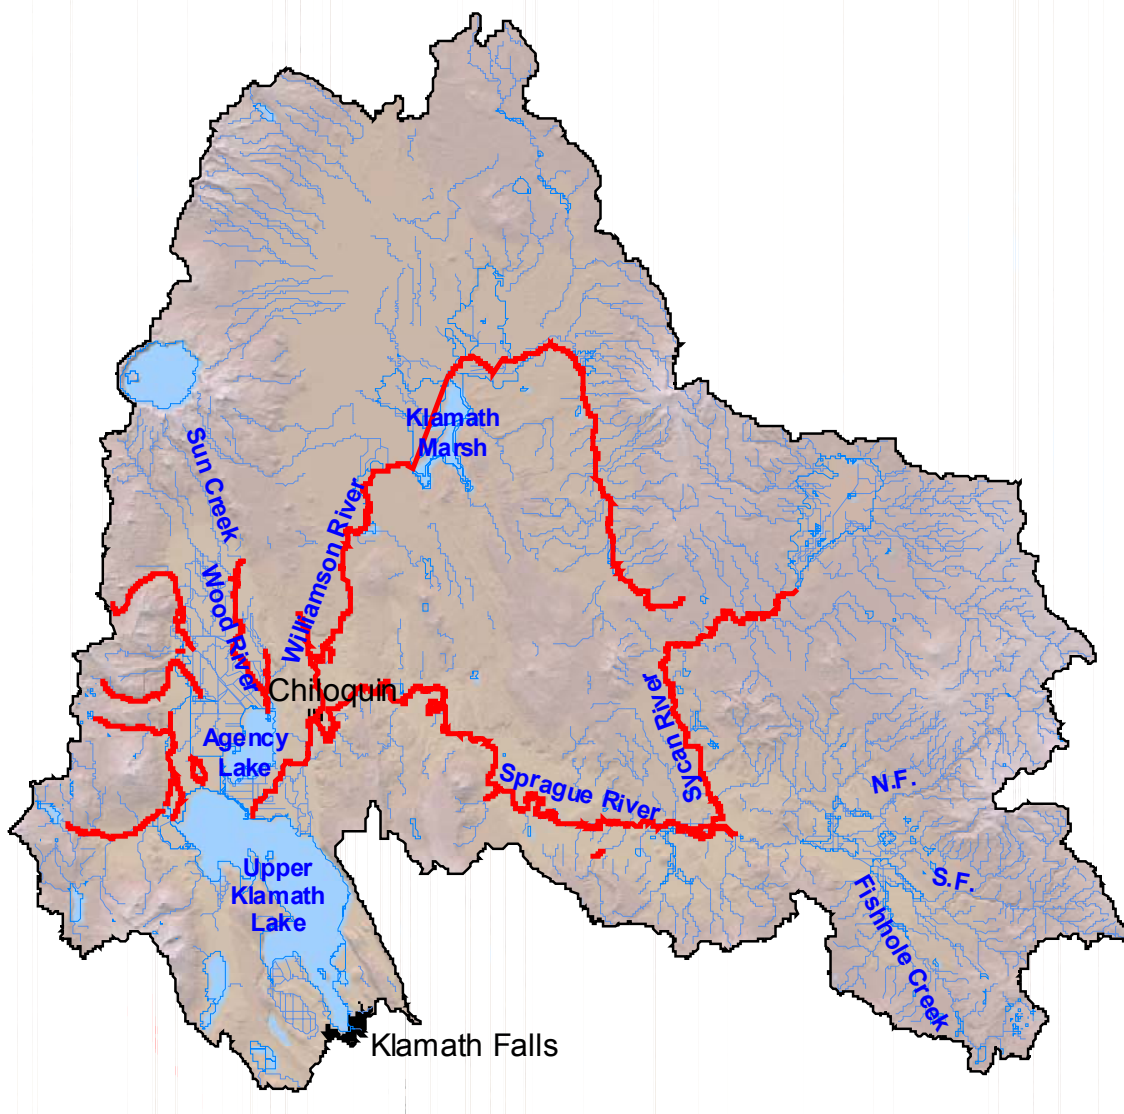 Klamath
Marsh
Sun Creek
Williamson River
Wood River
Chiloquin
Sycan River
Agency
Lake
Sprague River
N.F.
Upper
Klamath
Lake
S.F.
Fishhole Creek
Klamath Falls